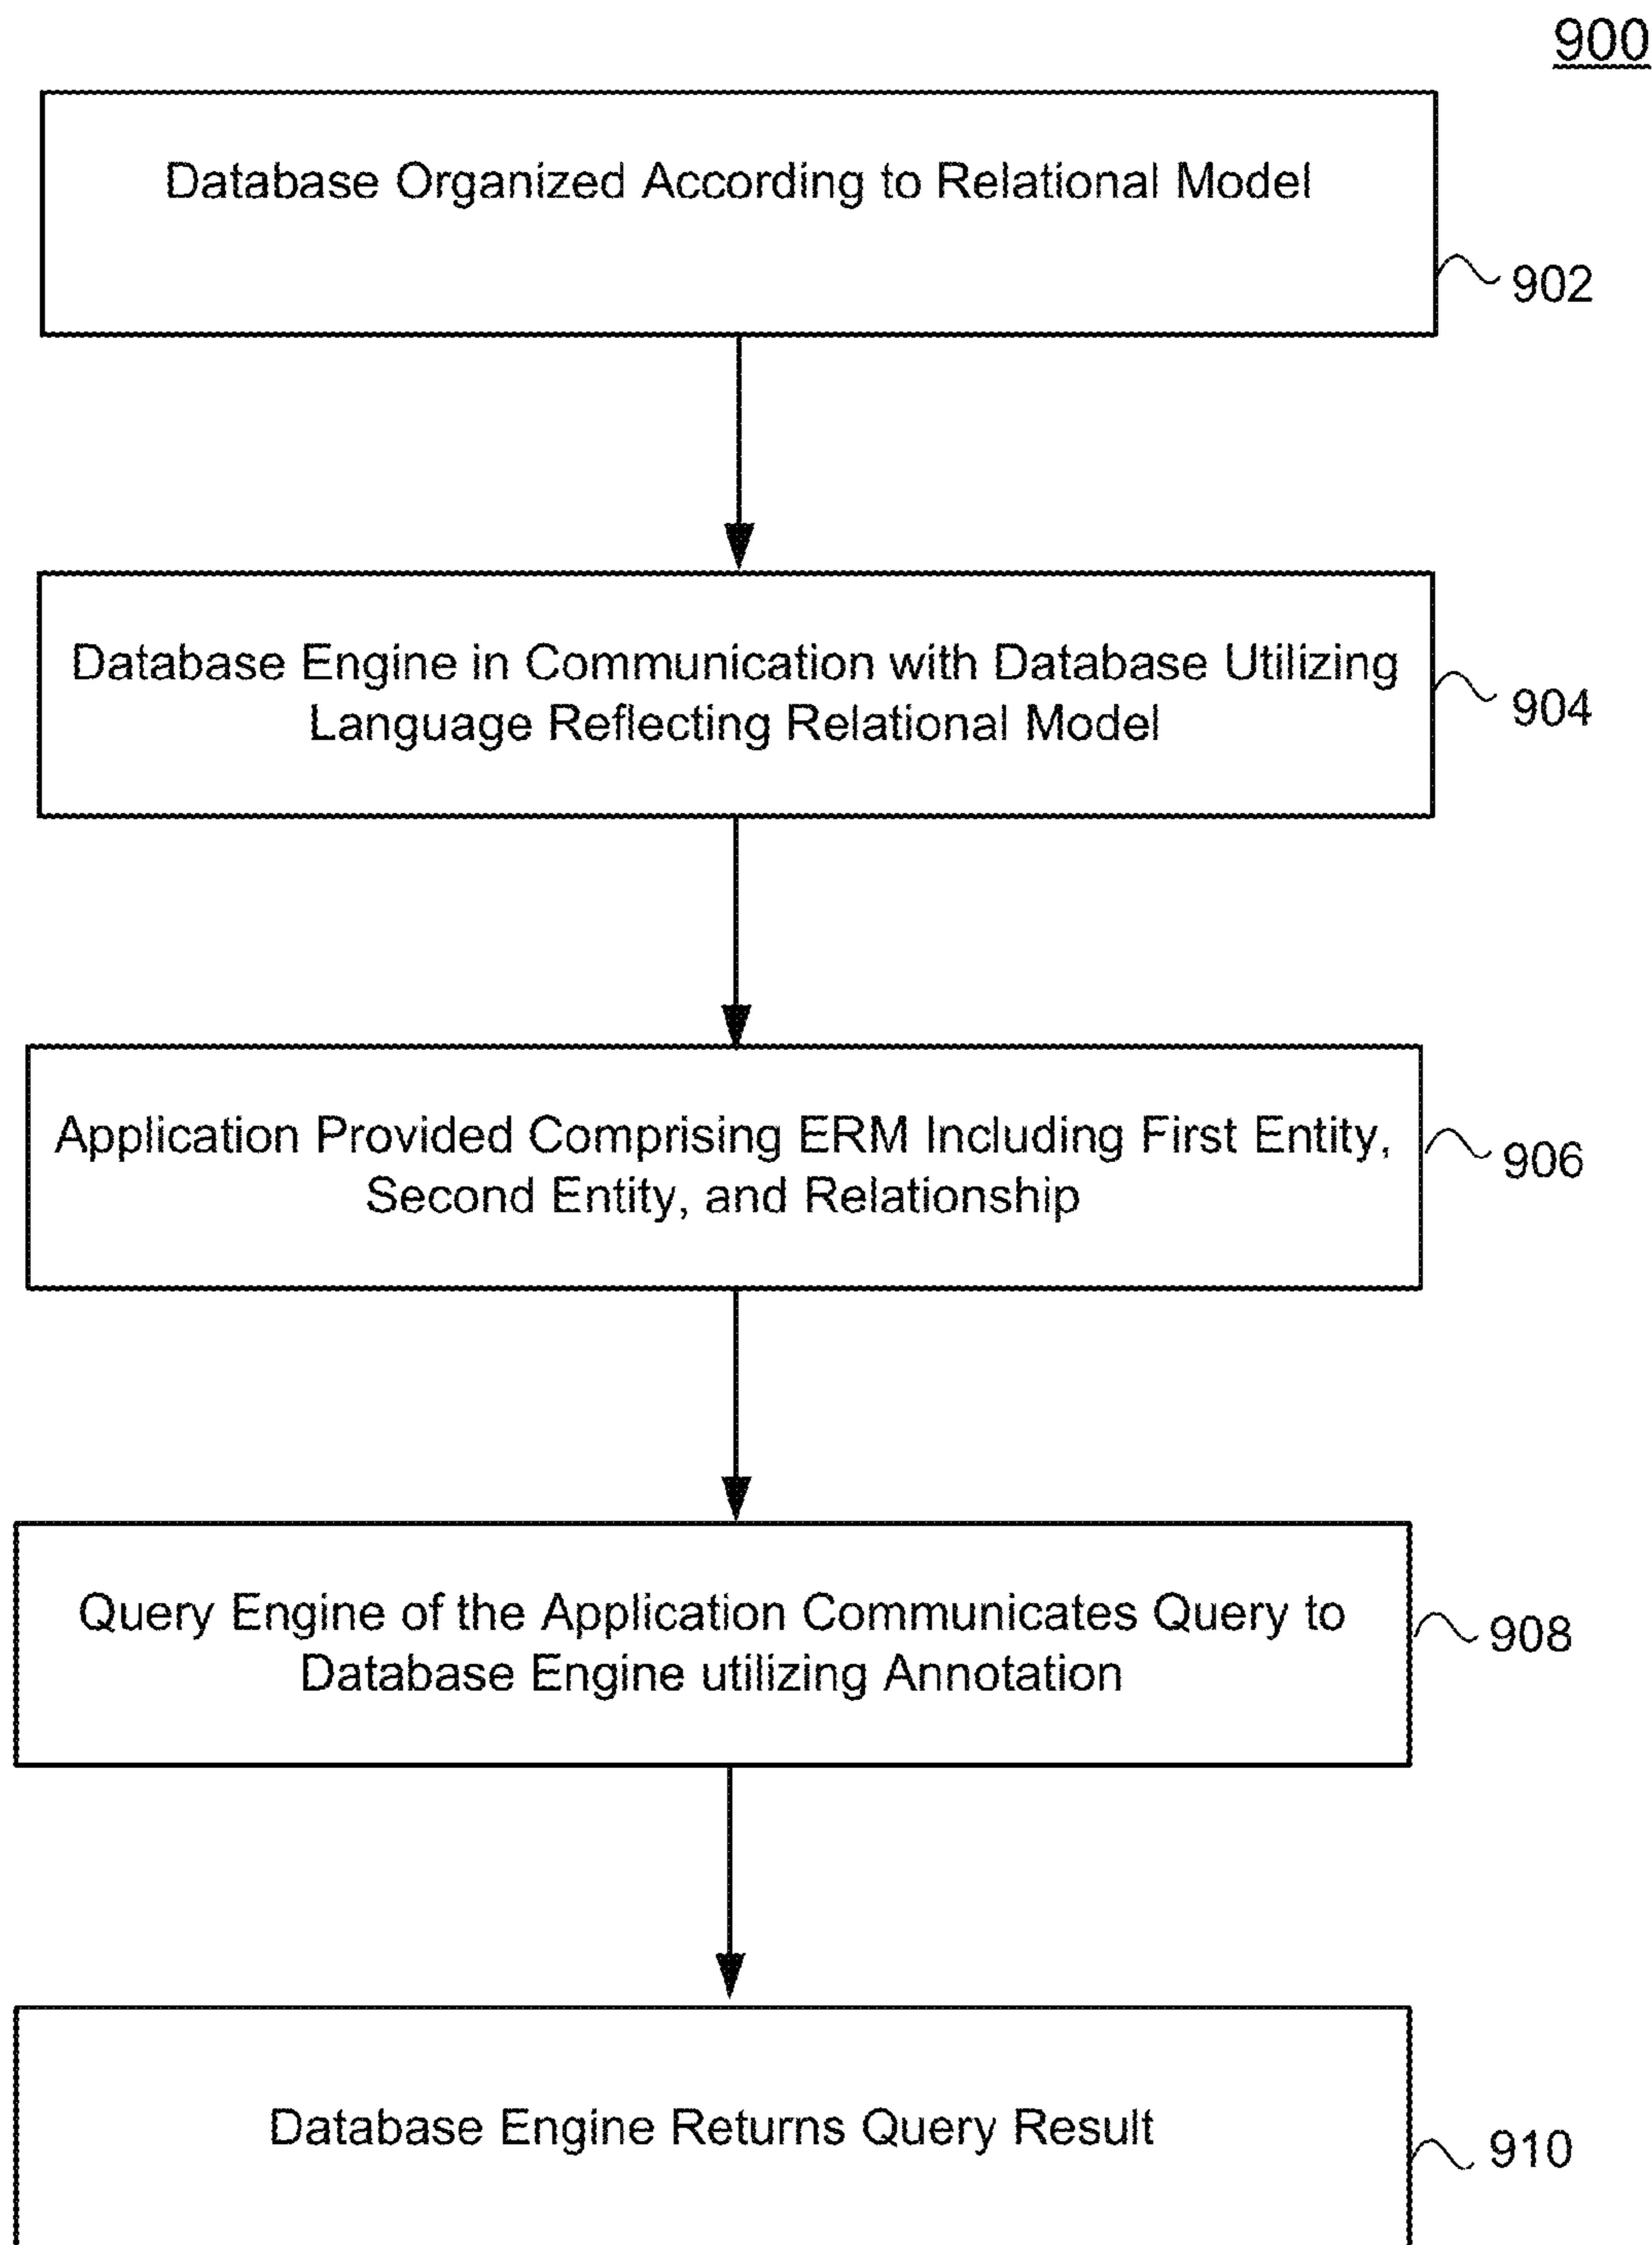 900
Database Organized According to Relational Model
902
Database Engine in Communication with Database Utilizing
Language Reflecting Relational Model
904
Application Provided Comprising ERM Including First Entity,
Second Entity, and Relationship
906
Query Engine of the Application Communicates Query to
Database Engine utilizing Annotation
908
Database Engine Returns Query Result
910